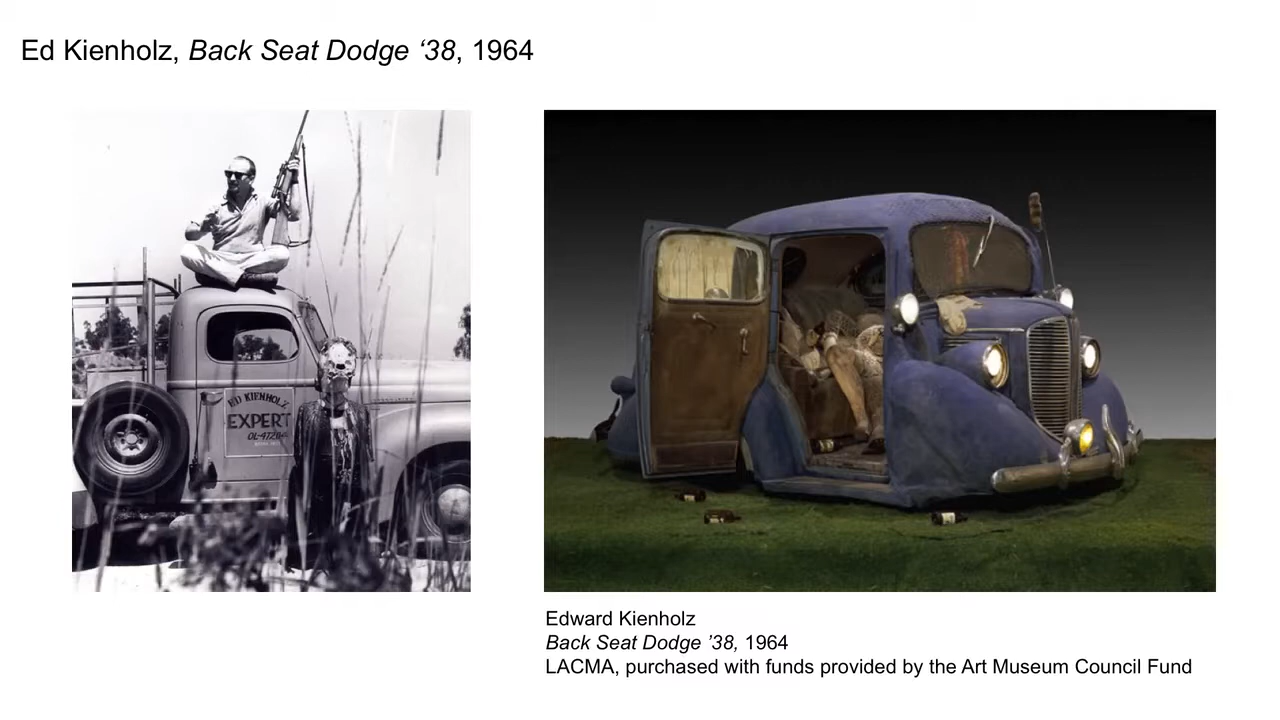 Ed Kienholz, Back Seat Dodge ‘38, 1964
ED KIENHOLZ
EXPERT
Edward Kienholz
Back Seat Dodge ’38, 1964
LACMA, purchased with funds provided by the Art Museum Council Fund